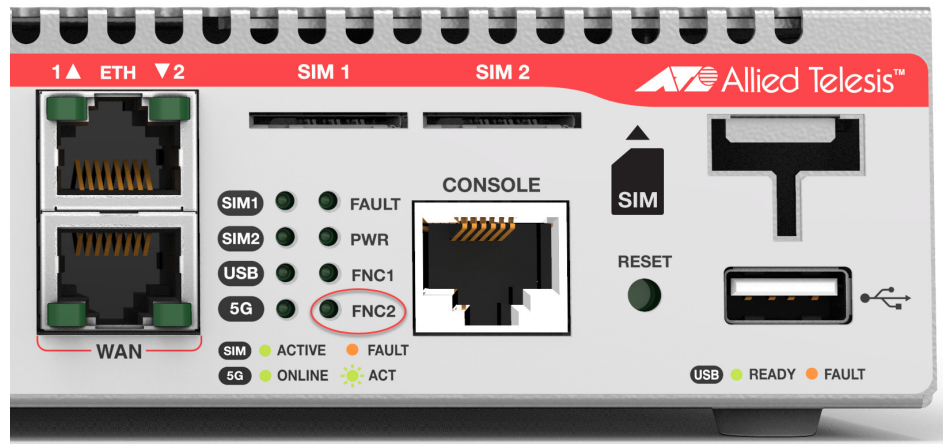 1▲ ETH ▼2
SIM 1
SIM 2
Allied Telesis™
SIM1 FAULT
SIM2 PWR
USB FNC1
5G FNC2
CONSOLE
SIM
RESET
WAN
SIM ACTIVE FAULT
5G ONLINE ACT
USB READY FAULT